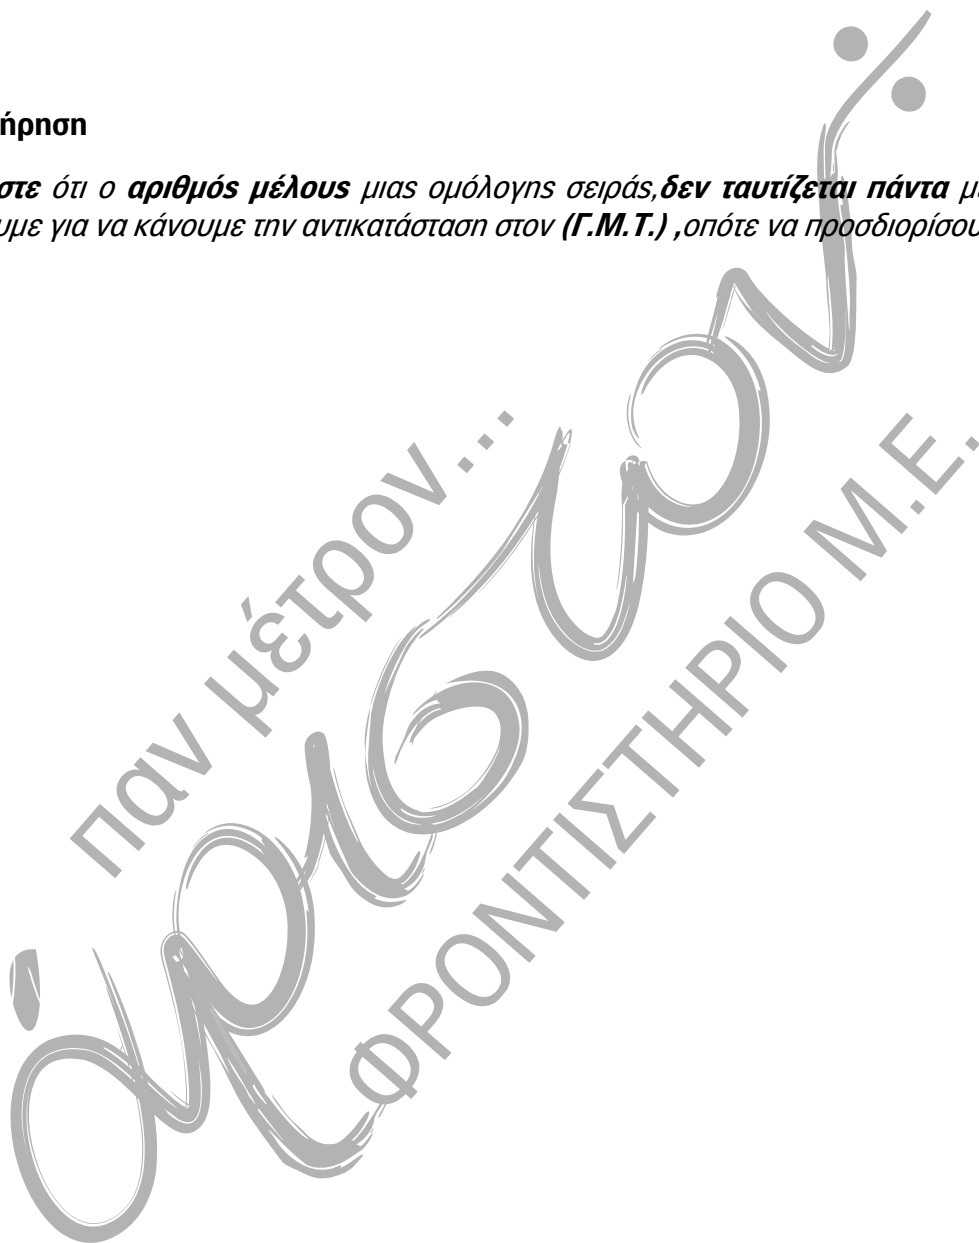 ήρηση
στε ότι ο αριθμός μέλους μιας ομόλογης σειράς,δεν ταυτίζεται πάντα μ
υμε για να κάνουμε την αντικατάσταση στον (Γ.Μ.Τ.) ,οπότε να προσδιορίσου
παν μέτρον...
άριστον
ΦΡΟΝΤΙΣΤΗΡΙΟ Μ.Ε.